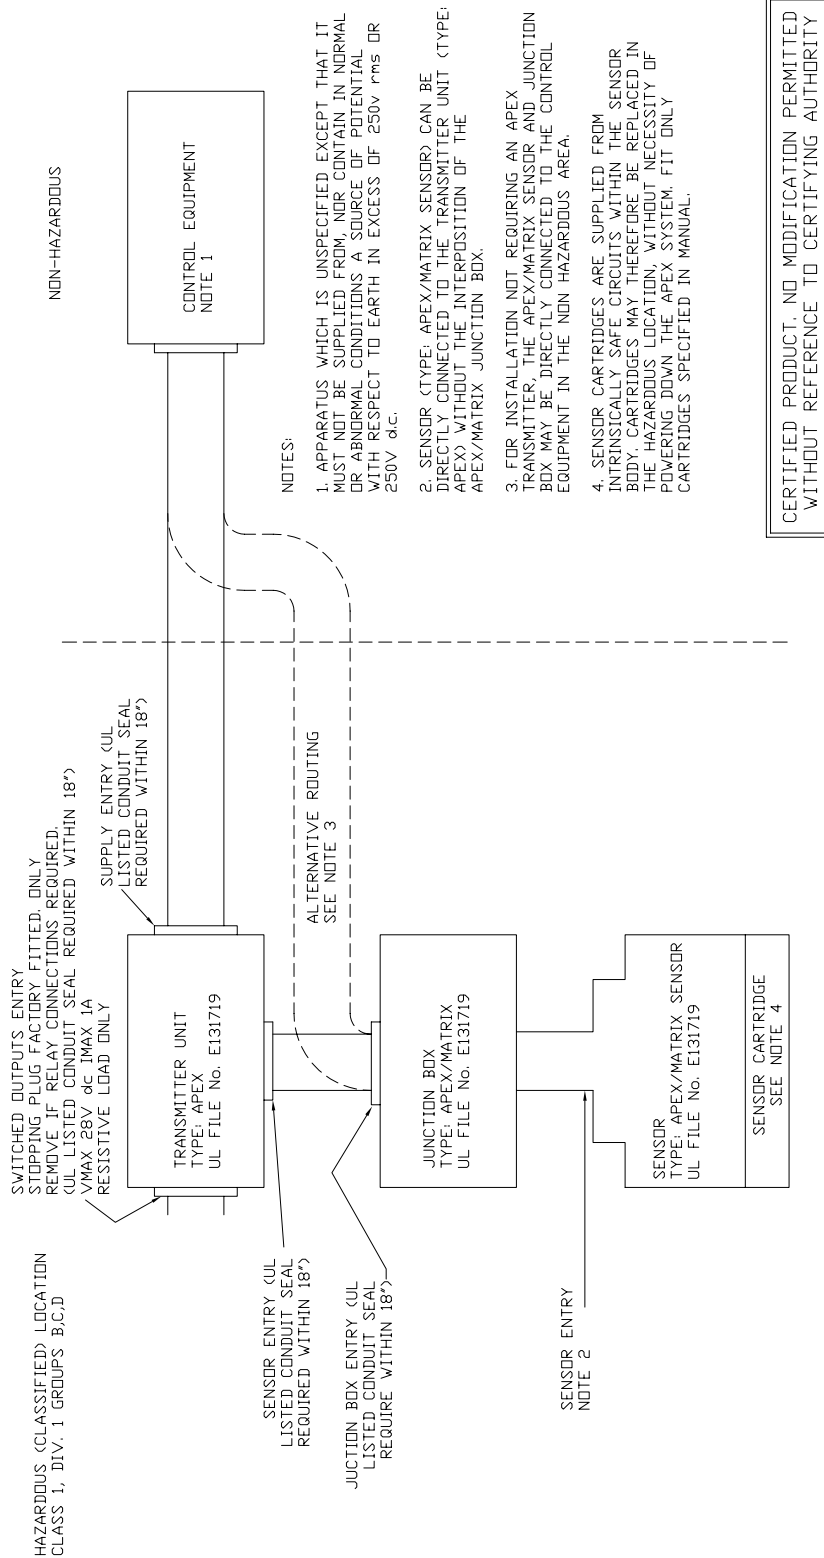 HAZARDOUS (CLASSIFIED) LOCATION
CLASS 1, DIV. 1 GROUPS B,C,D
SWITCHED OUTPUTS ENTRY
STOPPING PLUG FACTORY FITTED. ONLY
REMOVE IF RELAY CONNECTIONS REQUIRED.
(UL LISTED CONDUIT SEAL REQUIRED WITHIN 18")
VMAX 28V dc IMAX 1A
RESISTIVE LOAD ONLY
SUPPLY ENTRY (UL
LISTED CONDUIT SEAL
REQUIRED WITHIN 18")
NON-HAZARDOUS
TRANSMITTER UNIT
TYPE: APEX
UL FILE No. E131719
CONTROL EQUIPMENT
NOTE 1
SENSOR ENTRY (UL
LISTED CONDUIT SEAL
REQUIRED WITHIN 18")
ALTERNATIVE ROUTING
SEE NOTE 3
JUCTION BOX ENTRY (UL
LISTED CONDUIT SEAL
REQUIRE WITHIN 18")
JUNCTION BOX
TYPE: APEX/MATRIX
UL FILE No. E131719
SENSOR ENTRY
NOTE 2
SENSOR
TYPE: APEX/MATRIX SENSOR
UL FILE No. E131719
SENSOR CARTRIDGE
SEE NOTE 4
NOTES:
1. APPARATUS WHICH IS UNSPECIFIED EXCEPT THAT IT
MUST NOT BE SUPPLIED FROM, NOR CONTAIN IN NORMAL
OR ABNORMAL CONDITIONS A SOURCE OF POTENTIAL
WITH RESPECT TO EARTH IN EXCESS OF 250v rms OR
250V d.c.
2. SENSOR (TYPE: APEX/MATRIX SENSOR) CAN BE
DIRECTLY CONNECTED TO THE TRANSMITTER UNIT (TYPE:
APEX) WITHOUT THE INTERPOSITION OF THE
APEX/MATRIX JUNCTION BOX.
3. FOR INSTALLATION NOT REQUIRING AN APEX
TRANSMITTER, THE APEX/MATRIX SENSOR AND JUNCTION
BOX MAY BE DIRECTLY CONNECTED TO THE CONTROL
EQUIPMENT IN THE NON HAZARDOUS AREA.
4. SENSOR CARTRIDGES ARE SUPPLIED FROM
INTRINSICALLY SAFE CIRCUITS WITHIN THE SENSOR
BODY. CARTRIDGES MAY THEREFORE BE REPLACED IN
THE HAZARDOUS LOCATION, WITHOUT NECESSITY OF
POWERING DOWN THE APEX SYSTEM. FIT ONLY
CARTRIDGES SPECIFIED IN MANUAL.
CERTIFIED PRODUCT. NO MODIFICATION PERMITTED
WITHOUT REFERENCE TO CERTIFYING AUTHORITY